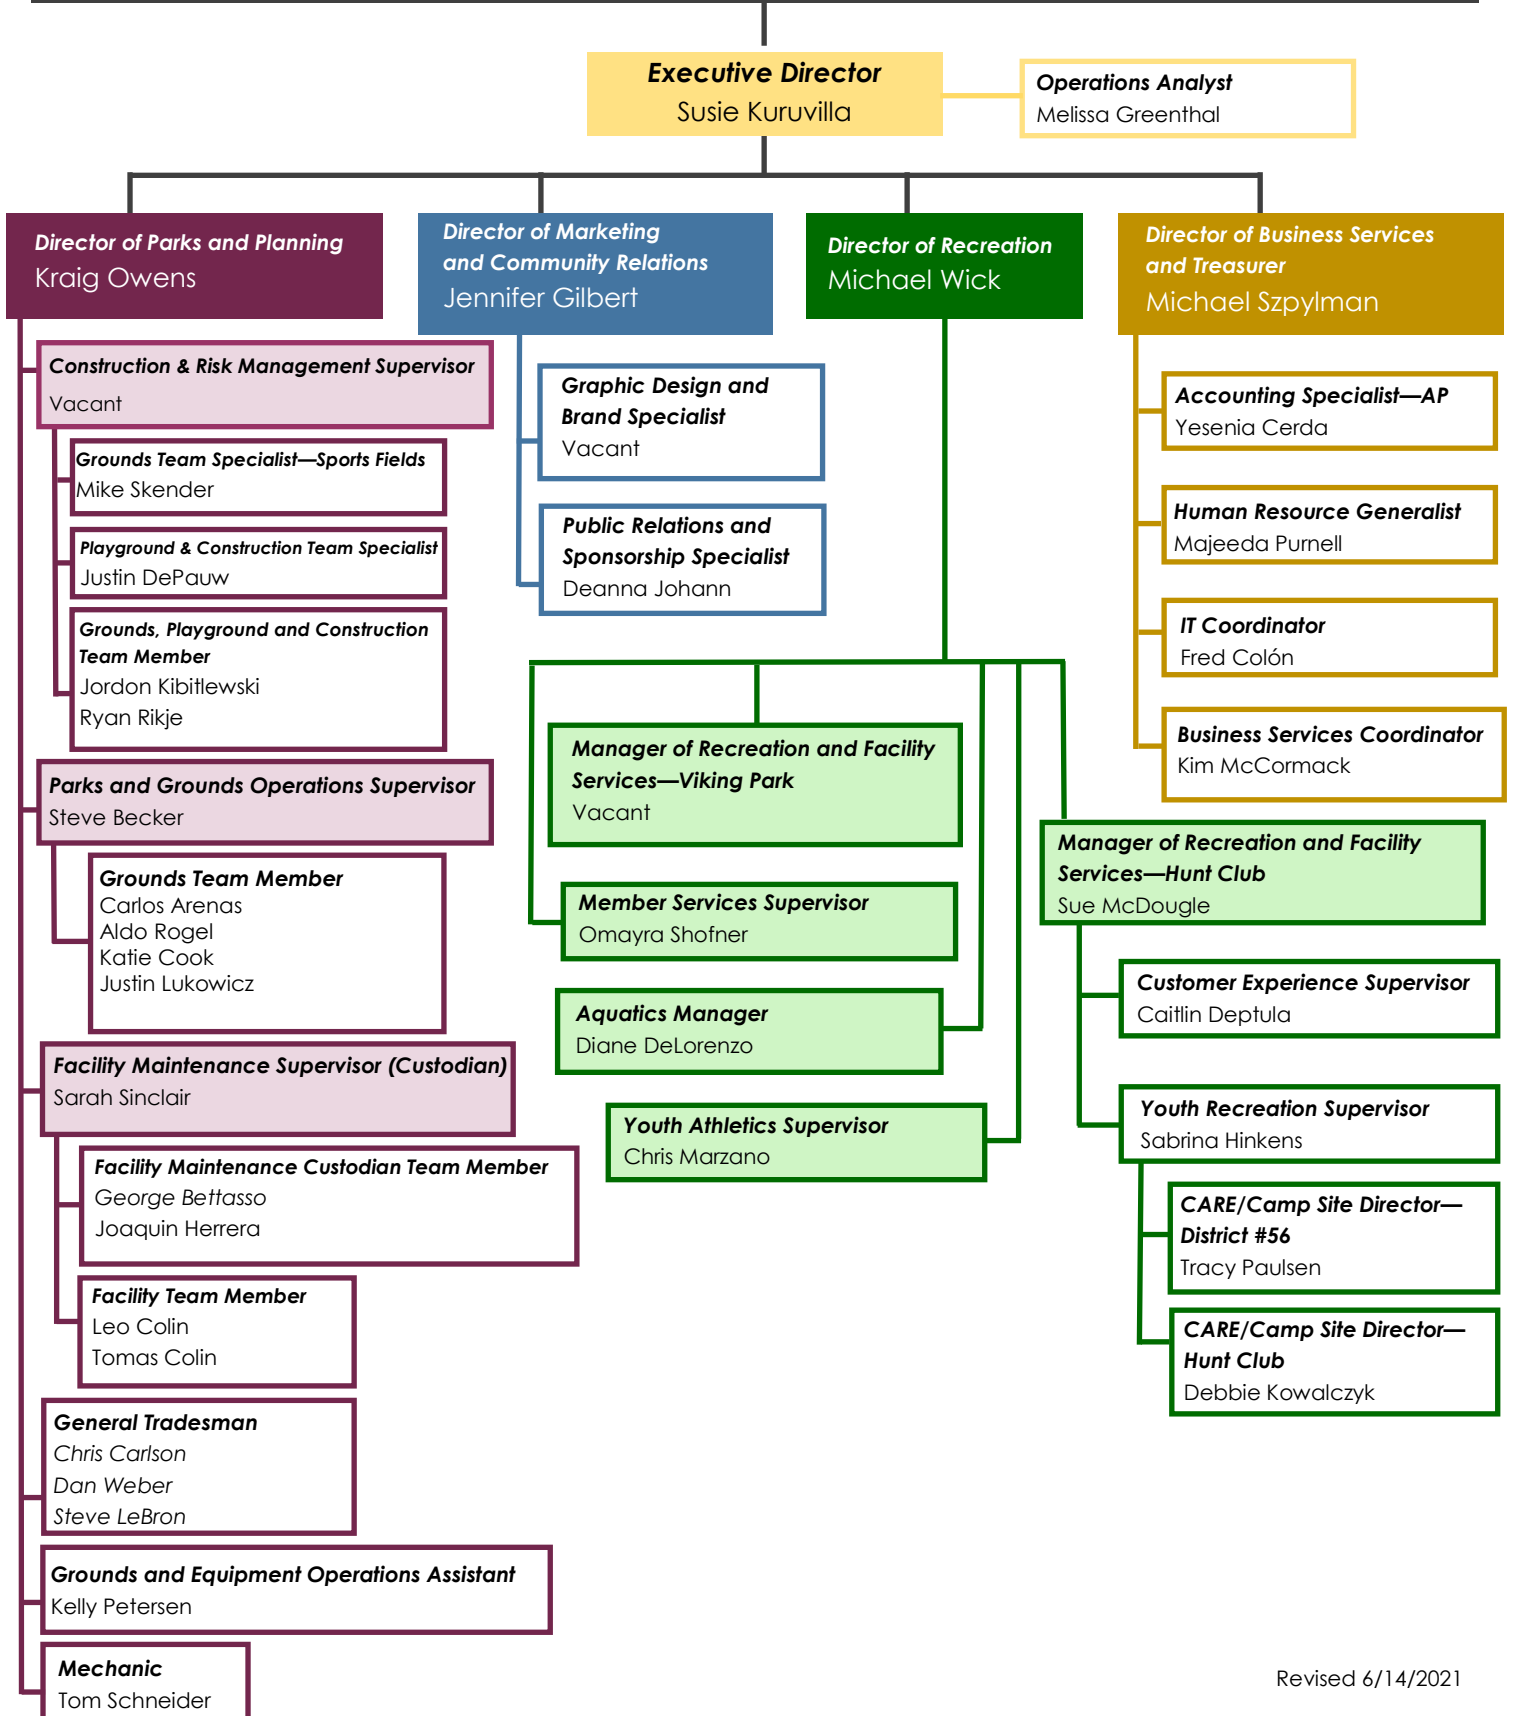 Executive Director
Susie Kuruvilla
Operations Analyst
Melissa Greenthal
Director of Parks and Planning
Kraig Owens
Director of Marketing
and Community Relations
Jennifer Gilbert
Director of Recreation
Michael Wick
Director of Business Services
and Treasurer
Michael Szpylman
Construction & Risk Management Supervisor
Vacant
Grounds Team Specialist—Sports Fields
Mike Skender
Playground & Construction Team Specialist
Justin DePauw
Grounds, Playground and Construction
Team Member
Jordon Kibitlewski
Ryan Rikje
Parks and Grounds Operations Supervisor
Steve Becker
Grounds Team Member
Carlos Arenas
Aldo Rogel
Katie Cook
Justin Lukowicz
Facility Maintenance Supervisor (Custodian)
Sarah Sinclair
Facility Maintenance Custodian Team Member
George Bettasso
Joaquin Herrera
Facility Team Member
Leo Colin
Tomas Colin
General Tradesman
Chris Carlson
Dan Weber
Steve LeBron
Grounds and Equipment Operations Assistant
Kelly Petersen
Mechanic
Tom Schneider
Graphic Design and
Brand Specialist
Vacant
Public Relations and
Sponsorship Specialist
Deanna Johann
Manager of Recreation and Facility
Services—Viking Park
Vacant
Member Services Supervisor
Omayra Shofner
Aquatics Manager
Diane DeLorenzo
Youth Athletics Supervisor
Chris Marzano
Manager of Recreation and Facility
Services—Hunt Club
Sue McDougle
Customer Experience Supervisor
Caitlin Deptula
Youth Recreation Supervisor
Sabrina Hinkens
CARE/Camp Site Director—
District #56
Tracy Paulsen
CARE/Camp Site Director—
Hunt Club
Debbie Kowalczyk
Accounting Specialist—AP
Yesenia Cerda
Human Resource Generalist
Majeeda Purnell
IT Coordinator
Fred Colón
Business Services Coordinator
Kim McCormack
Revised 6/14/2021